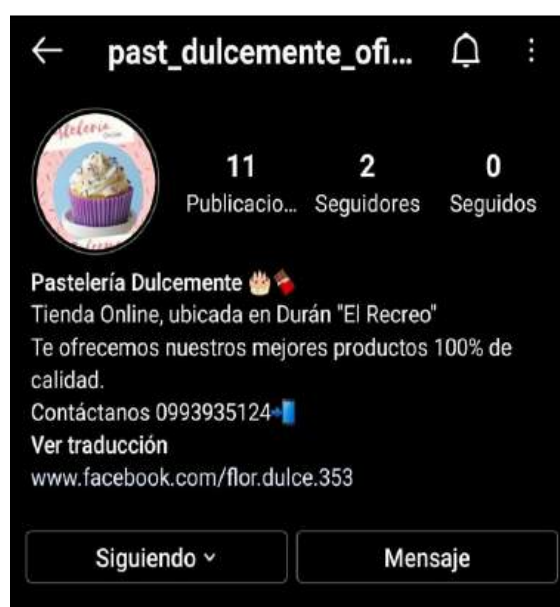 past_dulcemente_ofi...
Online
11 2 0
Publicacio... Seguidores Seguidos
Pastelería Dulcemente 🎂🍫
Tienda Online, ubicada en Durán "El Recreo"
Te ofrecemos nuestros mejores productos 100% de
calidad.
Contáctanos 0993935124📲
Ver traducción
www.facebook.com/flor.dulce.353
Siguiendo Mensaje